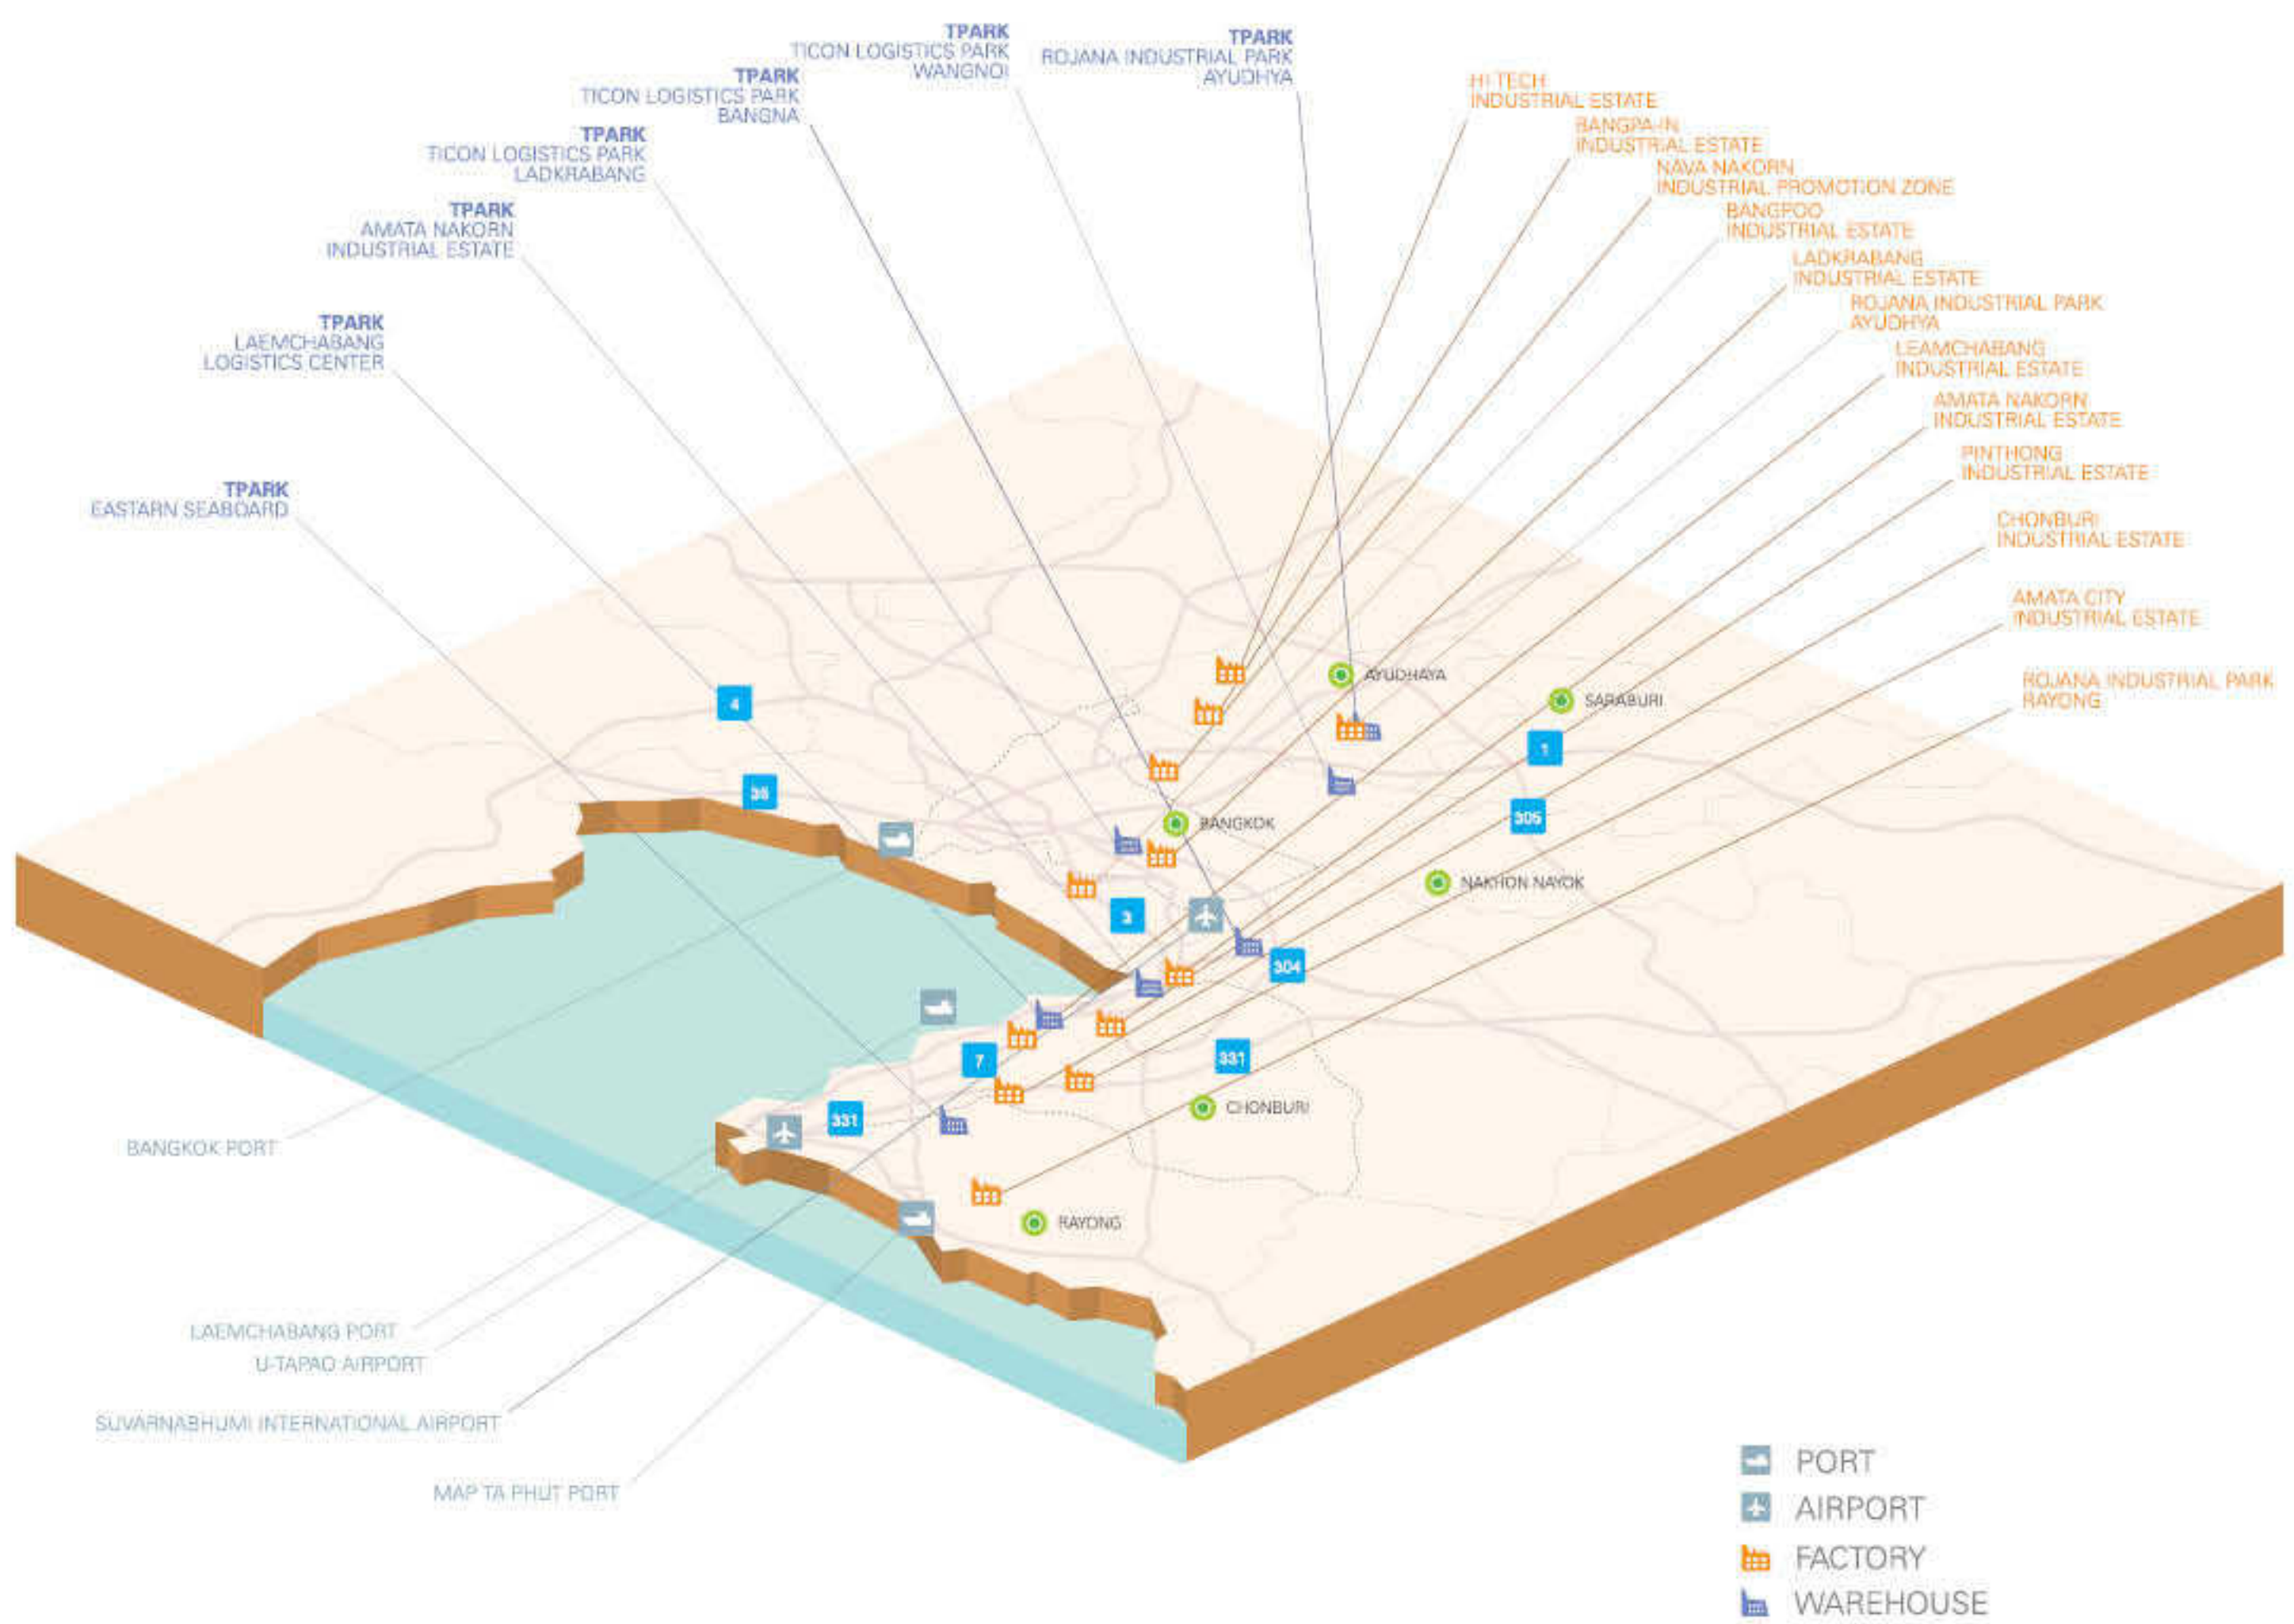 TPARK
TICON LOGISTICS PARK
WANGNOI
TPARK
ROJANA INDUSTRIAL PARK
AYUDHYA
TPARK
TICON LOGISTICS PARK
BANGNA
TPARK
TICON LOGISTICS PARK
LADKRABANG
TPARK
AMATA NAKORN
INDUSTRIAL ESTATE
TPARK
LAEMCHABANG
LOGISTICS CENTER
TPARK
EASTARN SEABOARD
HI TECH
INDUSTRIAL ESTATE
BANGPA-IN
INDUSTRIAL ESTATE
NAVA NAKORN
INDUSTRIAL PROMOTION ZONE
BANGPOO
INDUSTRIAL ESTATE
LADKRABANG
INDUSTRIAL ESTATE
ROJANA INDUSTRIAL PARK
AYUDHYA
LEAMCHABANG
INDUSTRIAL ESTATE
AMATA NAKORN
INDUSTRIAL ESTATE
PINTHONG
INDUSTRIAL ESTATE
CHONBURI
INDUSTRIAL ESTATE
AMATA CITY
INDUSTRIAL ESTATE
ROJANA INDUSTRIAL PARK
RAYONG
AYUDHAYA
SARABURI
4
1
35
305
BANGKOK
NAKHON NAYOK
3
304
7
331
331
CHONBURI
RAYONG
BANGKOK PORT
LAEMCHABANG PORT
U-TAPAO AIRPORT
SUVARNABHUMI INTERNATIONAL AIRPORT
MAP TA PHUT PORT
PORT
AIRPORT
FACTORY
WAREHOUSE